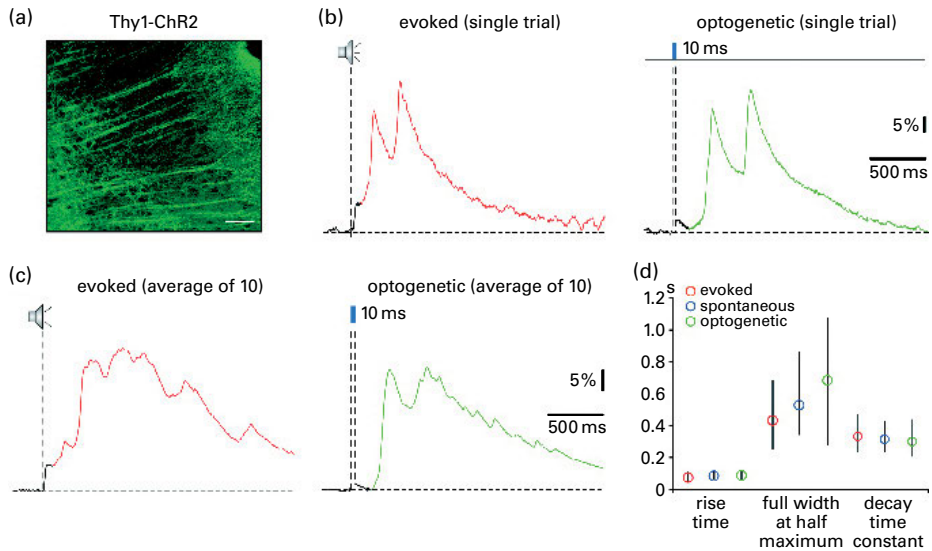 (a)
Thy1-ChR2
(b)
evoked (single trial)
optogenetic (single trial)
10 ms
5%
500 ms
(c)
evoked (average of 10)
optogenetic (average of 10)
10 ms
5%
500 ms
(d)
s
1.2
1.0
0.8
0.6
0.4
0.2
0
evoked
spontaneous
optogenetic
rise
time
full width
at half
maximum
decay
time
constant